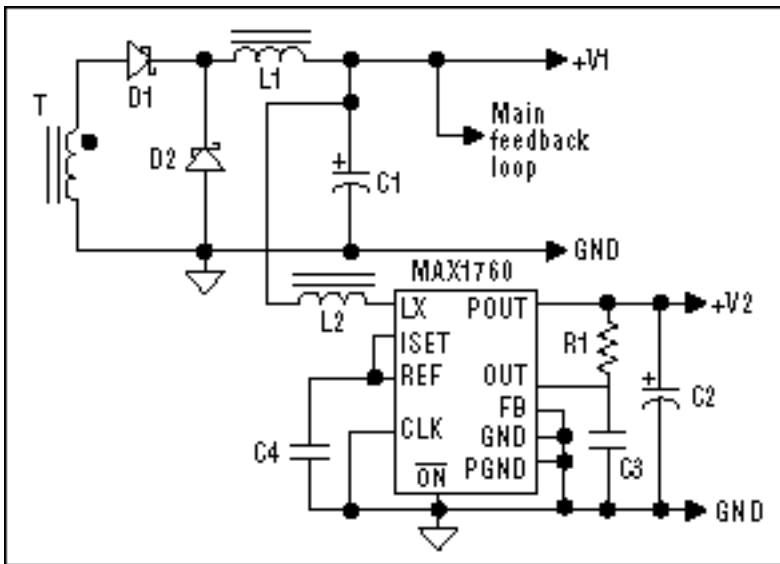 +V1
L1
D1
T
Main
feedback
loop
D2
+
C1
GND
MAX1760
L2
LX
POUT
+V2
ISET
R1
REF
OUT
+
C2
FB
CLK
GND
C4
C3
PGND
ON
GND